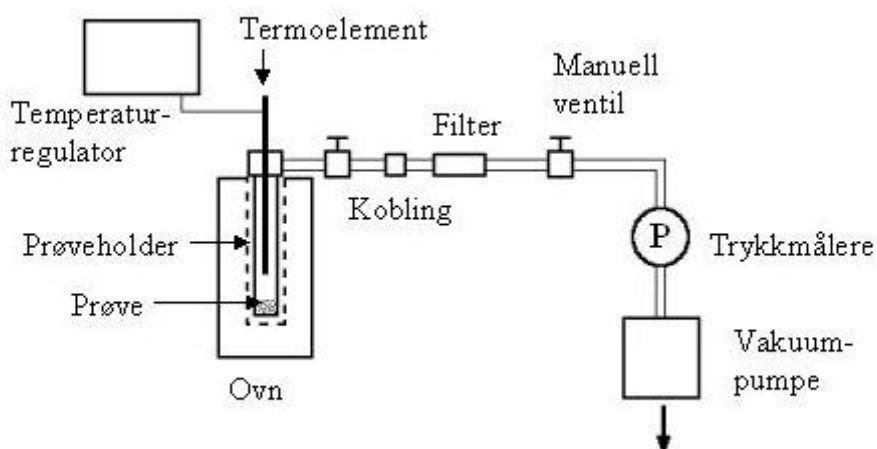 Termoelement
Manuell
ventil
Temperatur-
regulator
Filter
Kobling
Prøveholder
P
Trykkmålere
Prøve
Vakuum-
pumpe
Ovn